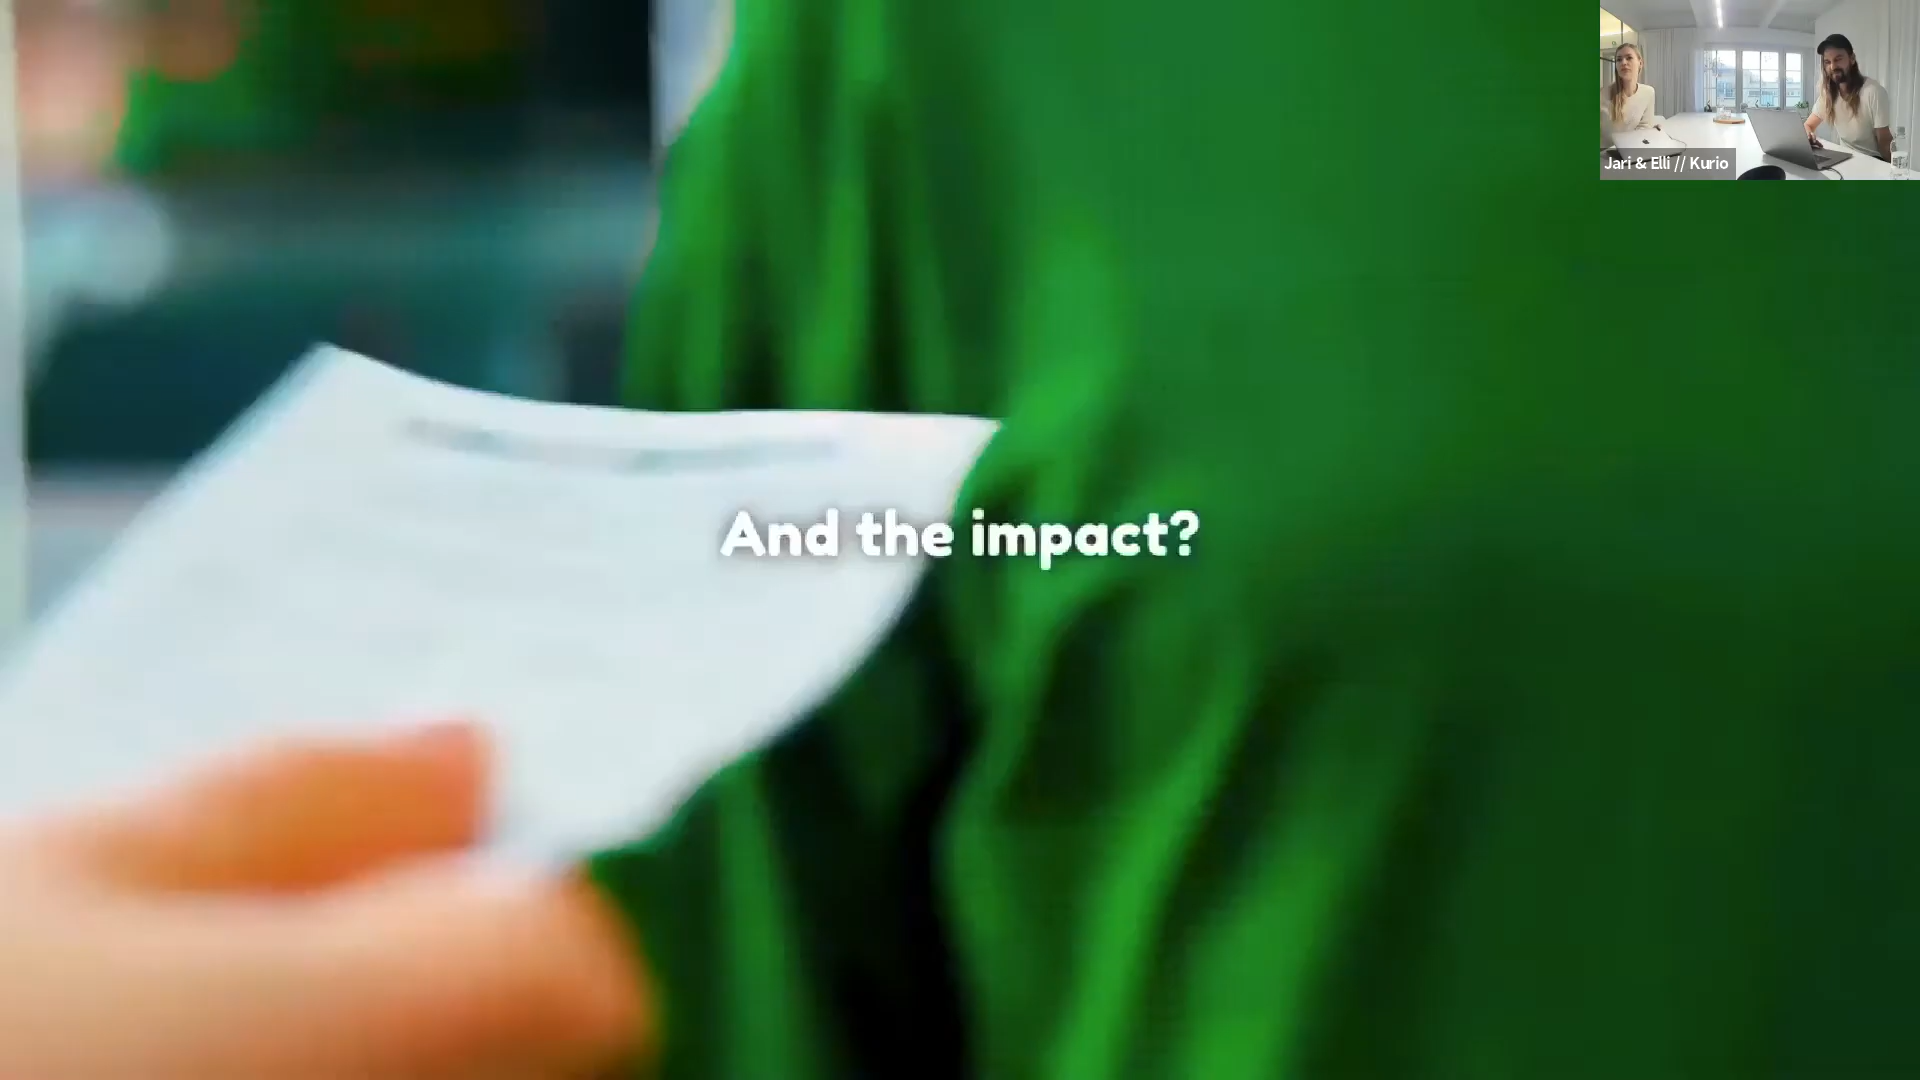 Jari & Elli // Kurio
And the impact?